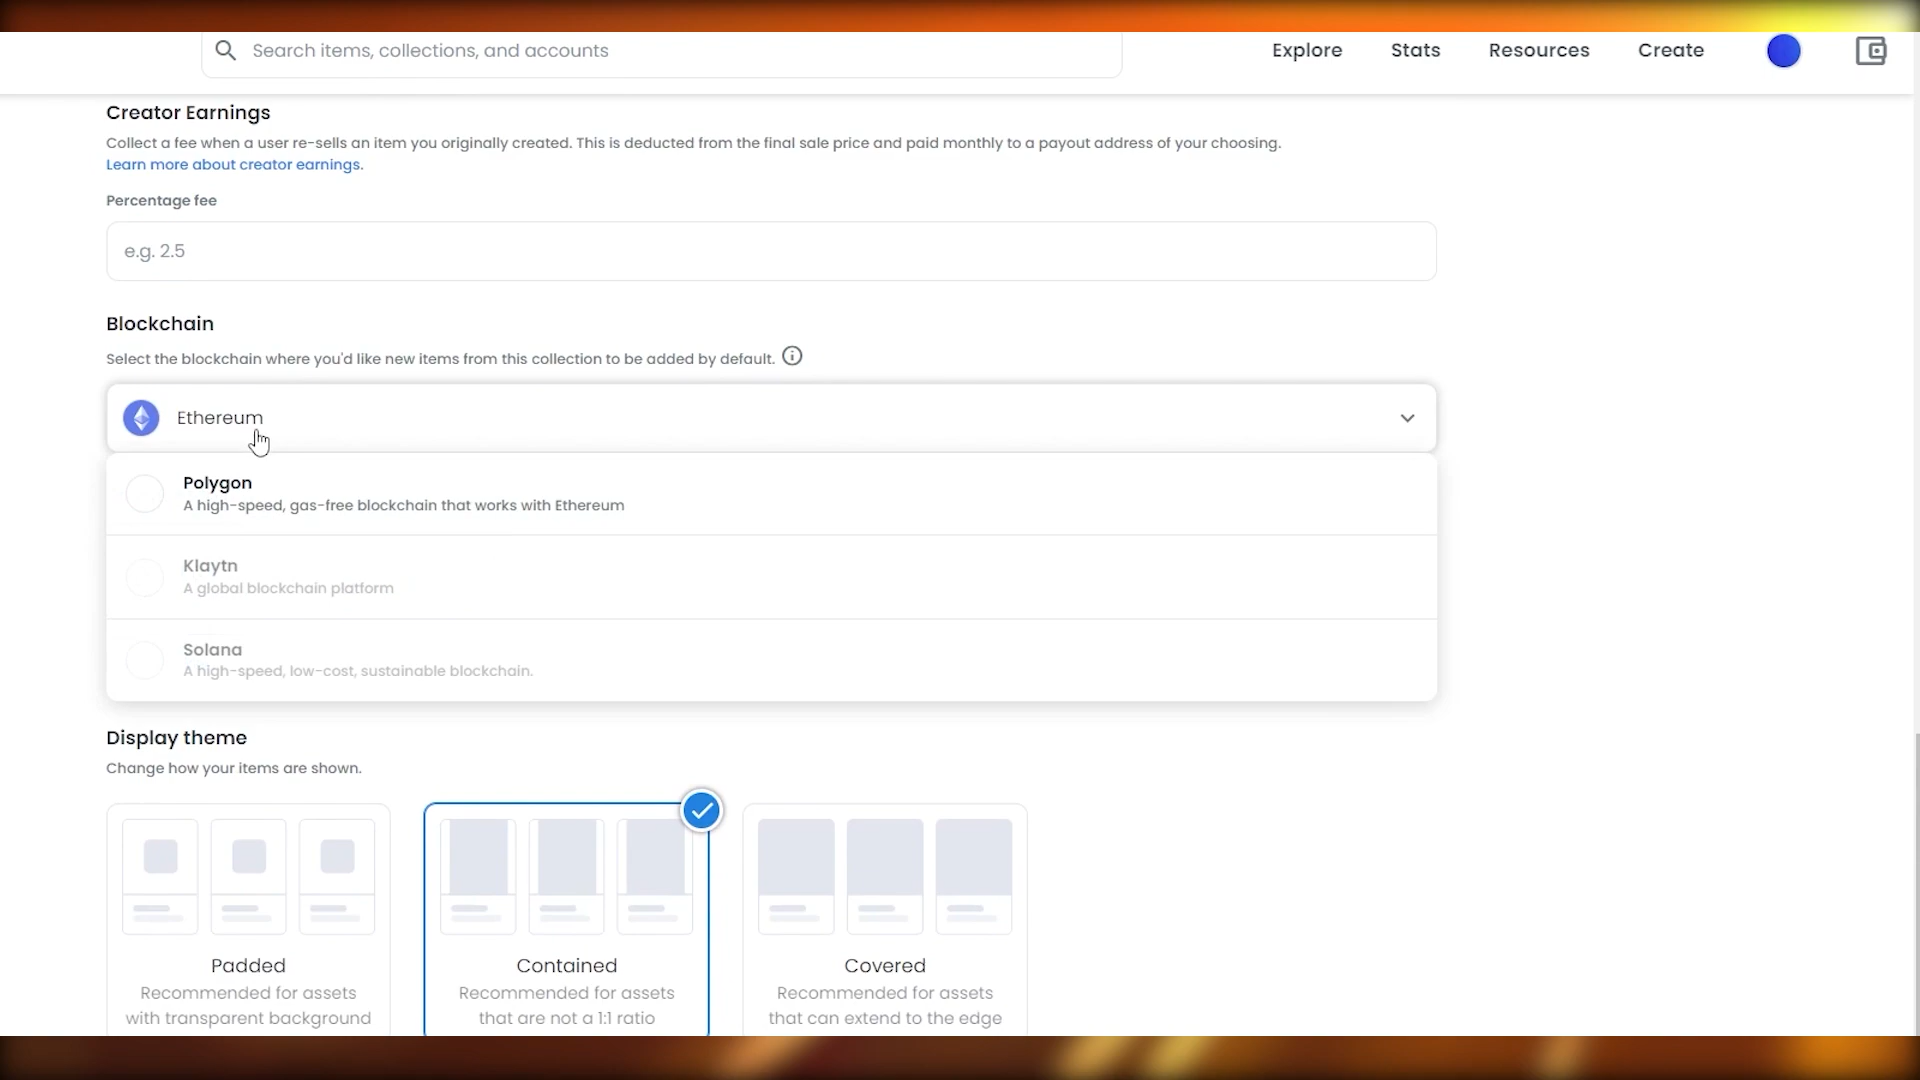 Search items, collections, and accounts
Explore
Stats
Resources
Create
Creator Earnings
Collect a fee when a user re-sells an item you originally created. This is deducted from the final sale price and paid monthly to a payout address of your choosing.
Learn more about creator earnings.
Percentage fee
e.g. 2.5
Blockchain
Select the blockchain where you'd like new items from this collection to be added by default.
Ethereum
Polygon
A high-speed, gas-free blockchain that works with Ethereum
Klaytn
A global blockchain platform
Solana
A high-speed, low-cost, sustainable blockchain.
Display theme
Change how your items are shown.
Padded
Recommended for assets
with transparent background
Contained
Recommended for assets
that are not a 1:1 ratio
Covered
Recommended for assets
that can extend to the edge